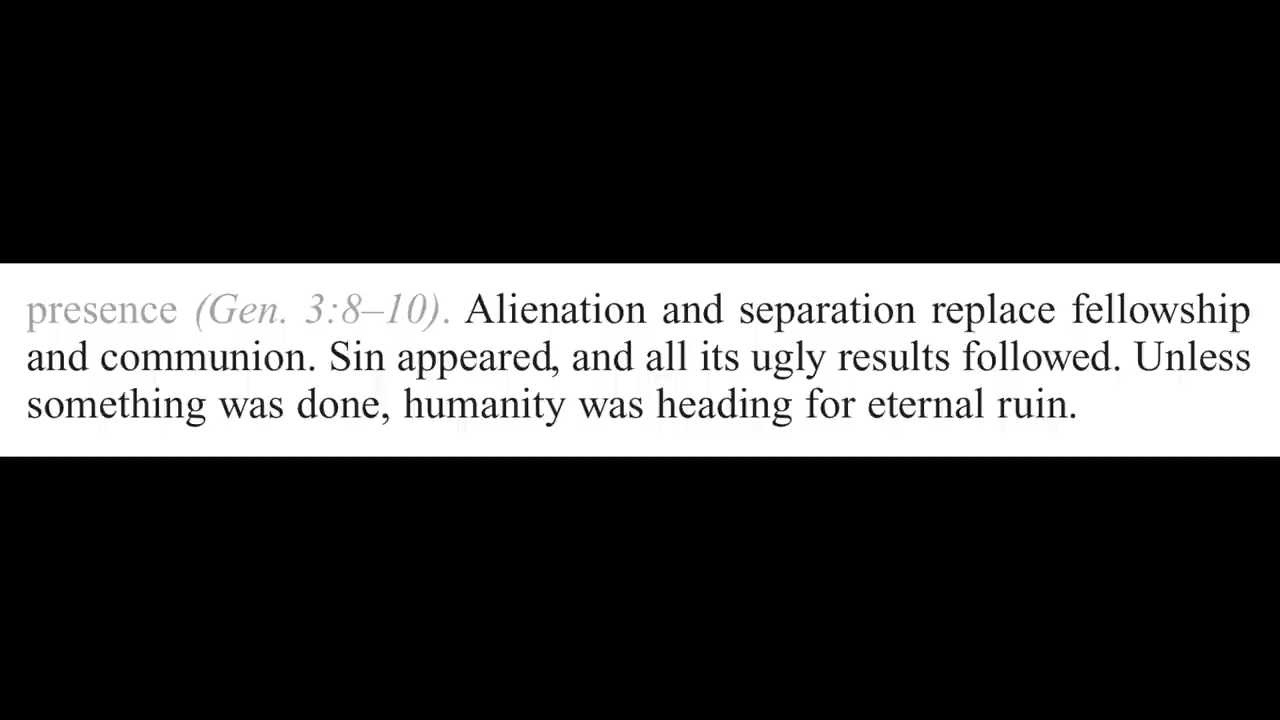 presence (Gen. 3:8–10). Alienation and separation replace fellowship
and communion. Sin appeared, and all its ugly results followed. Unless
something was done, humanity was heading for eternal ruin.